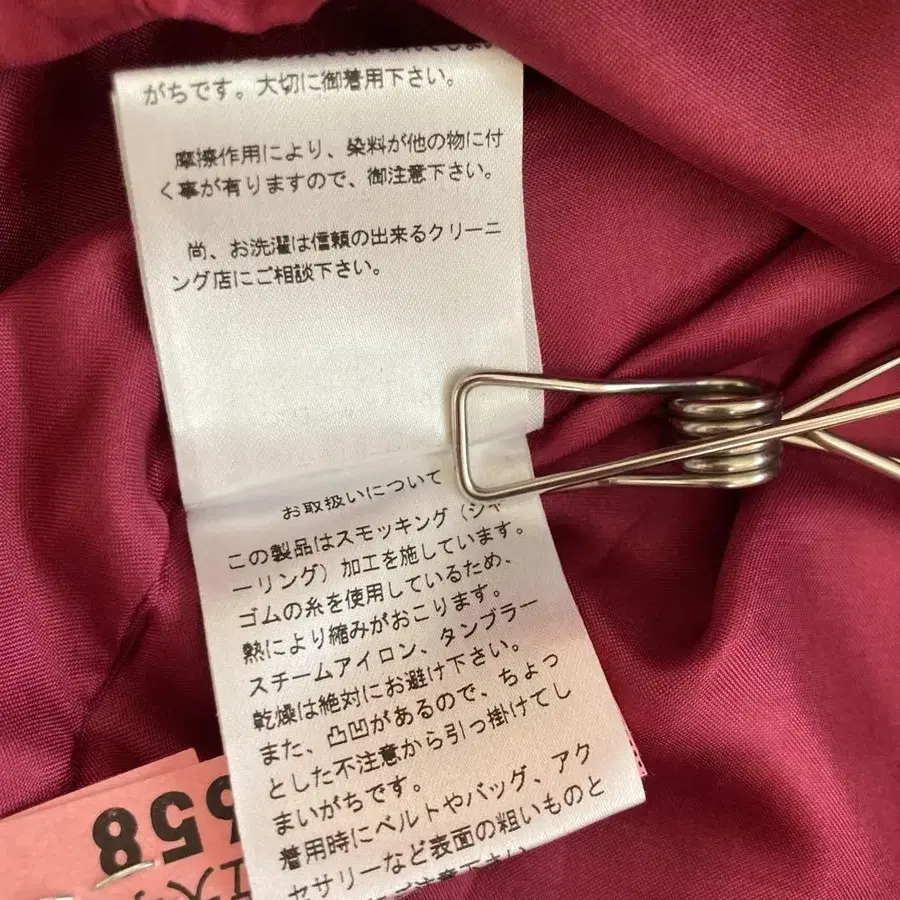 がちです。大切に御着用下さい。
摩擦作用により、染料が他の物に付
く事が有りますので、御注意下さい。
尚、お洗濯は信頼の出来るクリーニ
ング店にご相談下さい。
お取扱いについて
この製品はスモッキング（シャ
ーリング）加工を施しています。
ゴムの糸を使用しているため、
熱により縮みがおこります。
スチームアイロン、タンブラー
乾燥は絶対にお避け下さい。
また、凸凹があるので、ちょっ
とした不注意から引っ掛けてし
まいがちです。
着用時にベルトやバッグ、アク
セサリーなど表面の粗いものと
658